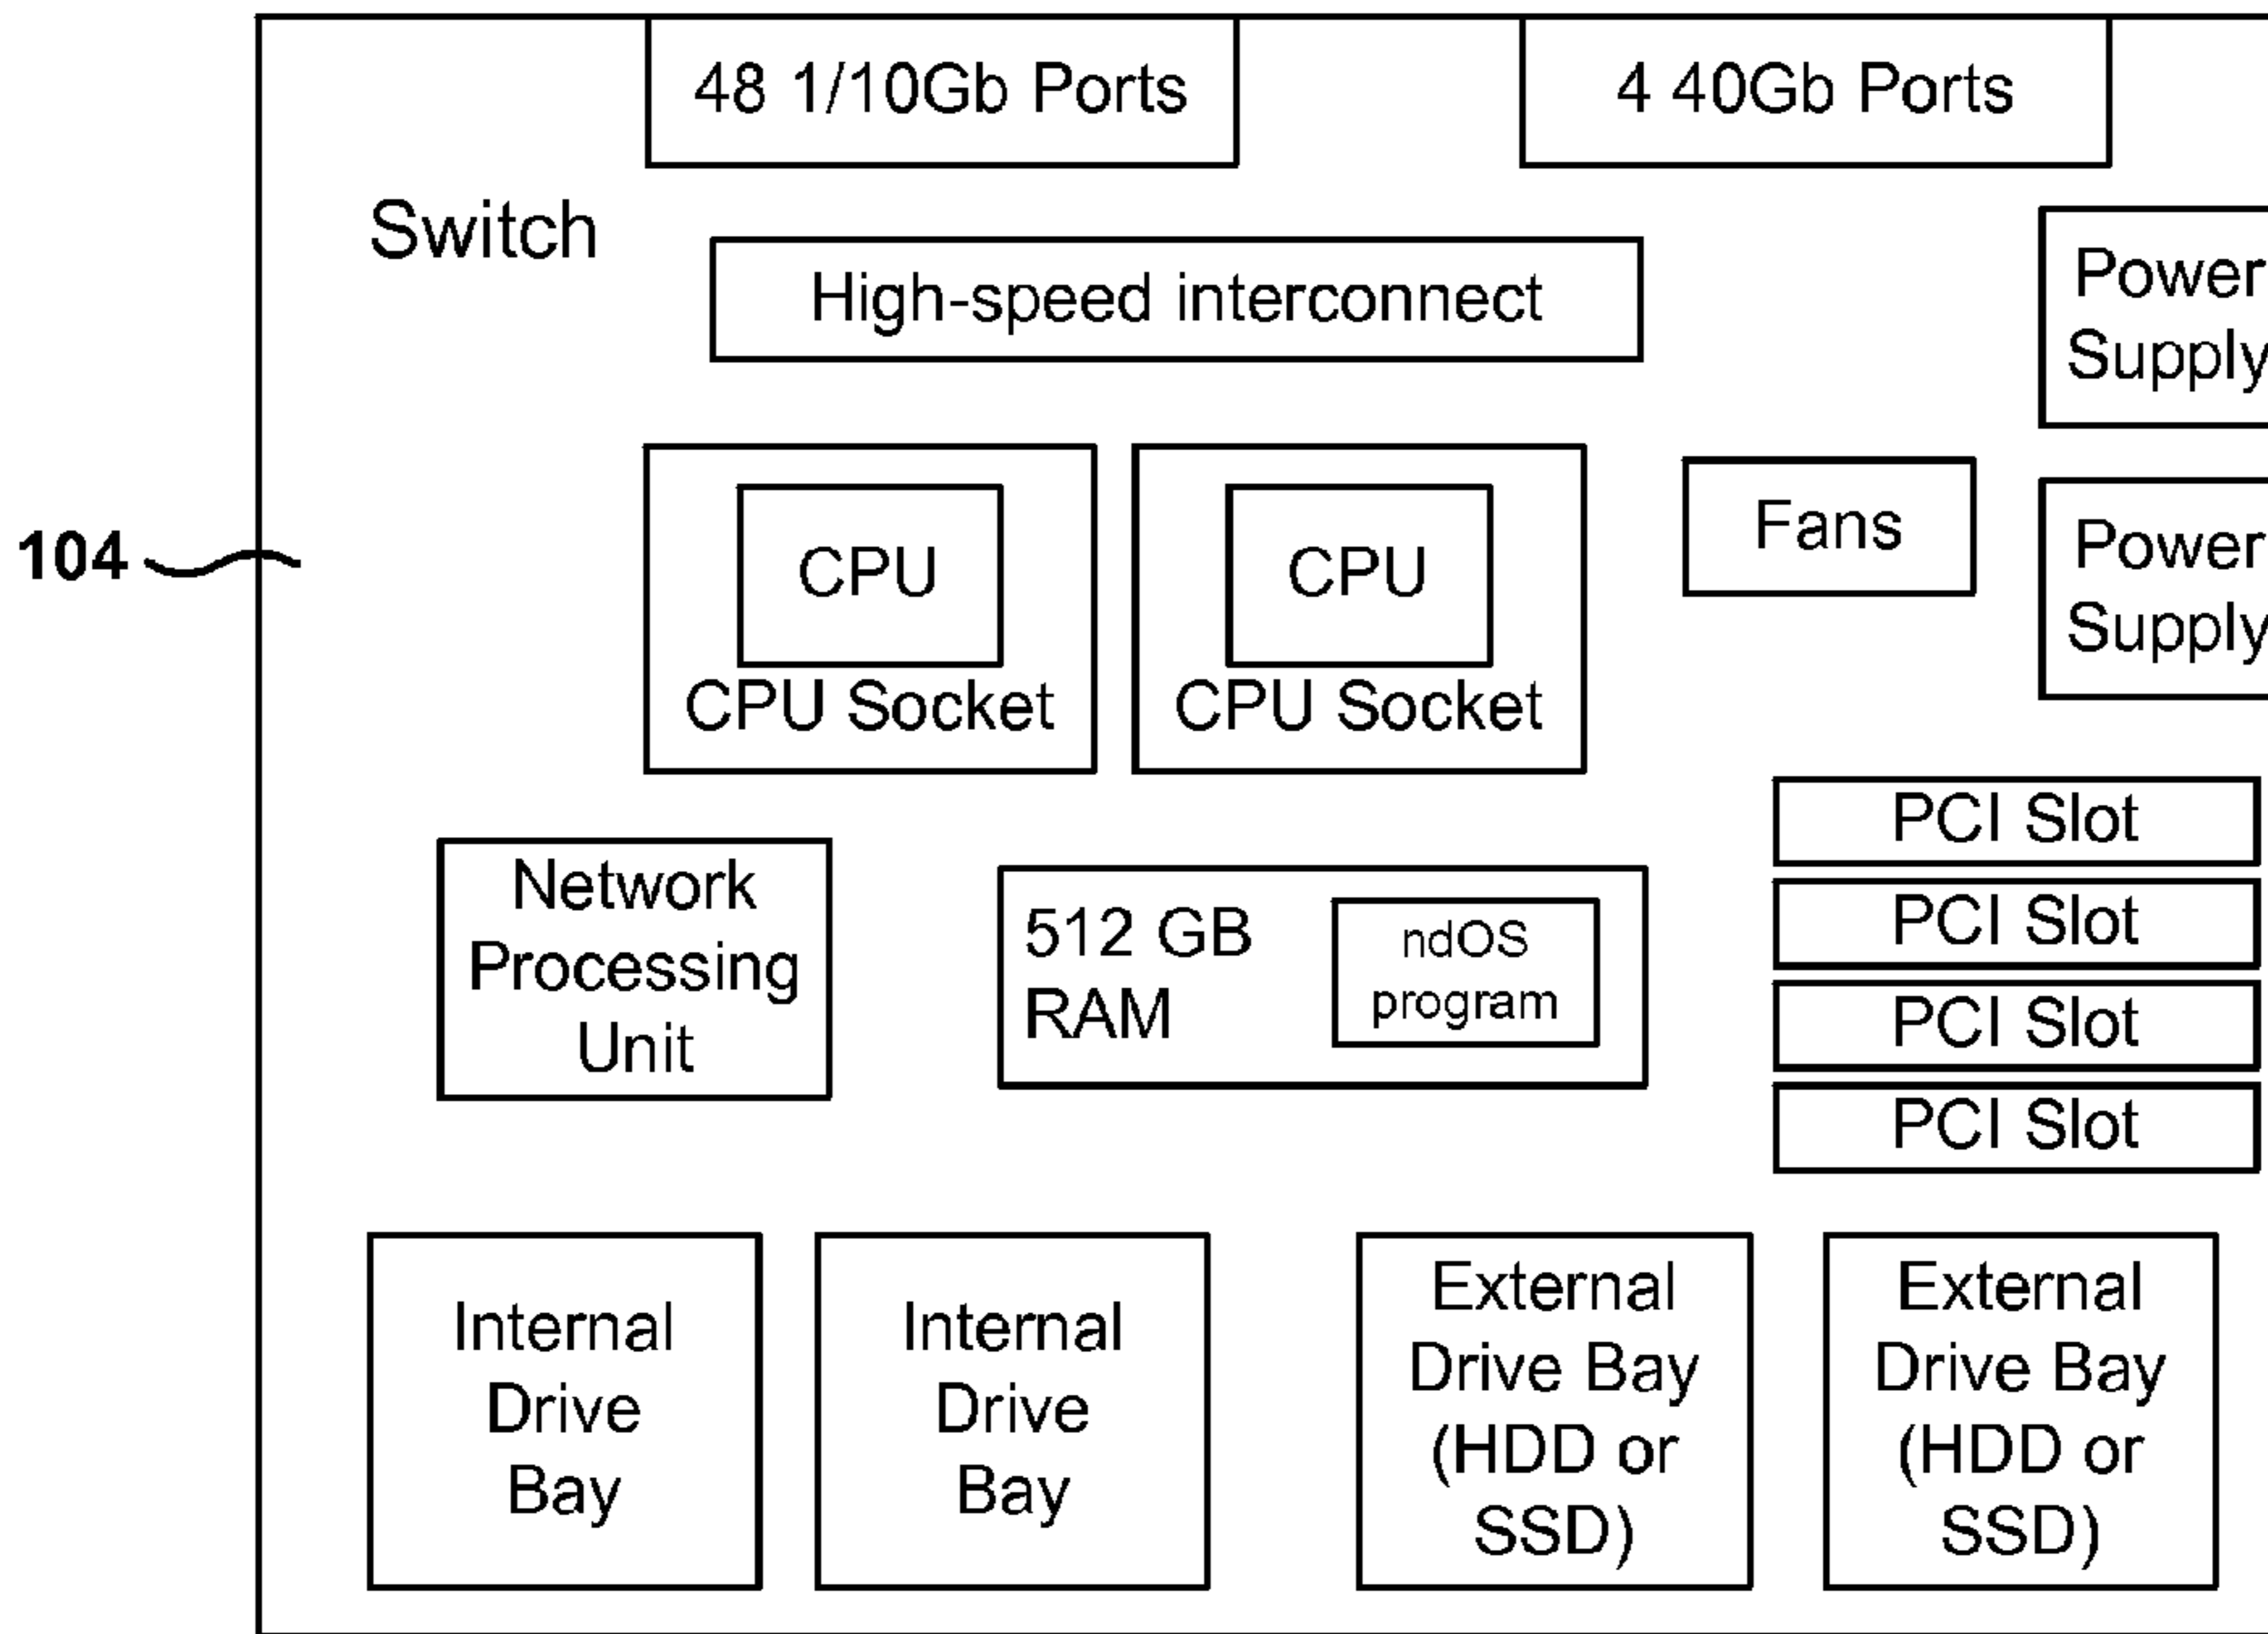 48 1/10Gb Ports
4 40Gb Ports
Switch
High-speed interconnect
Power
Supply
CPU
CPU Socket
CPU
CPU Socket
Fans
Power
Supply
104
Network
Processing
Unit
512 GB
RAM
ndOS
program
PCI Slot
PCI Slot
PCI Slot
PCI Slot
Internal
Drive
Bay
Internal
Drive
Bay
External
Drive Bay
(HDD or
SSD)
External
Drive Bay
(HDD or
SSD)